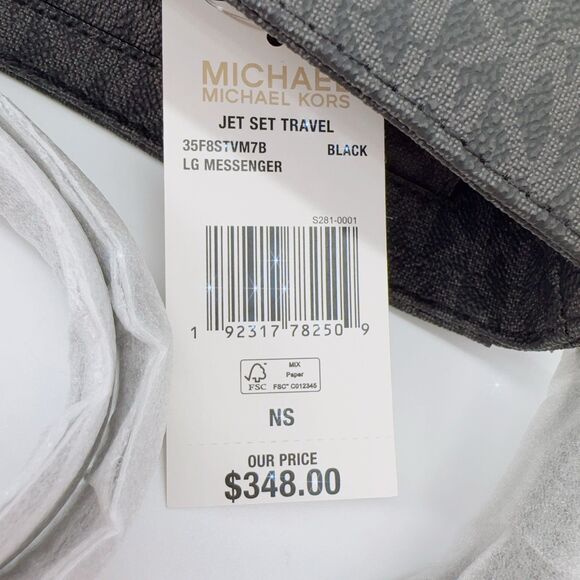 MICHAEL
MICHAEL KORS
JET SET TRAVEL
35F8STVM7B BLACK
LG MESSENGER
S281-0001
1 92317 78250 9
FSC
MIX
Paper
FSC™ C012345
NS
OUR PRICE
$348.00